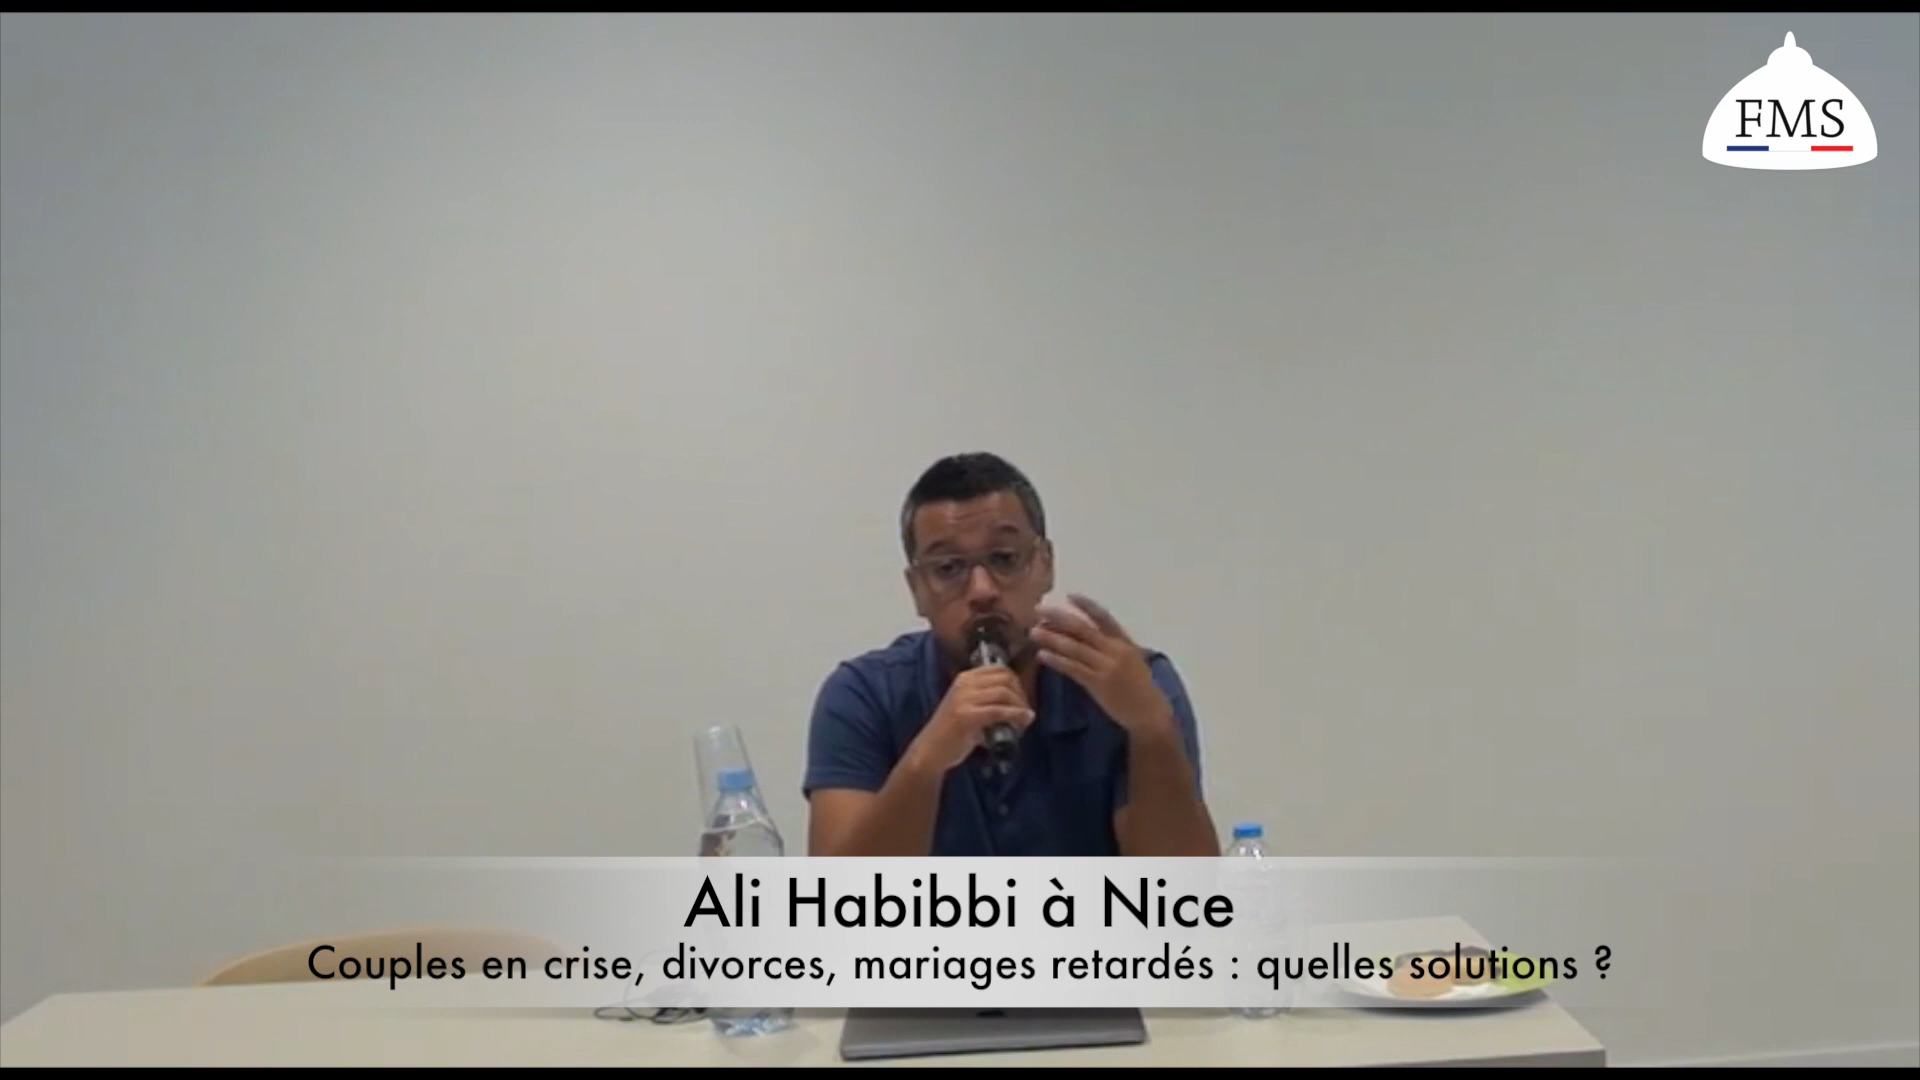 FMS
Ali Habibbi à Nice
Couples en crise, divorces, mariages retardés : quelles solutions ?